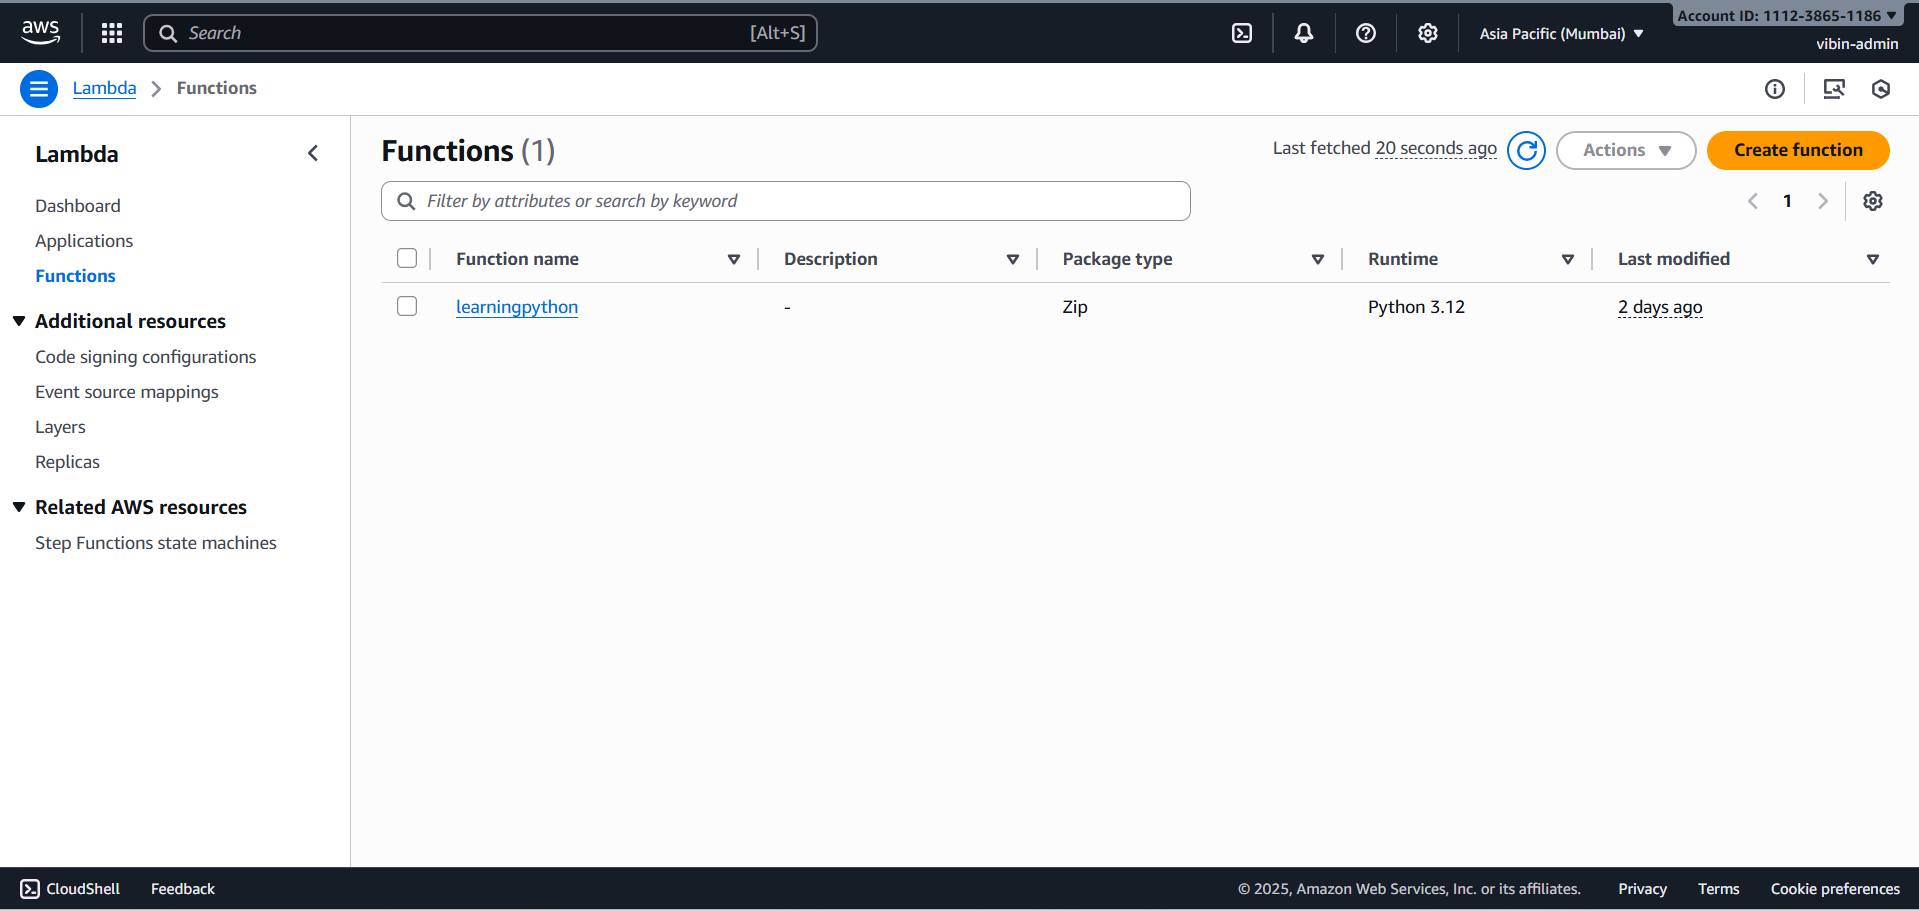 aws
Search [Alt+S]
Asia Pacific (Mumbai)
Account ID: 1112-3865-1186
vibin-admin
Lambda
Functions
Lambda
Dashboard
Applications
Functions
Additional resources
Code signing configurations
Event source mappings
Layers
Replicas
Related AWS resources
Step Functions state machines
Functions (1)
Last fetched 20 seconds ago
Actions
Create function
Filter by attributes or search by keyword
1
Function name Description Package type Runtime Last modified
learningpython - Zip Python 3.12 2 days ago
CloudShell Feedback © 2025, Amazon Web Services, Inc. or its affiliates. Privacy Terms Cookie preferences